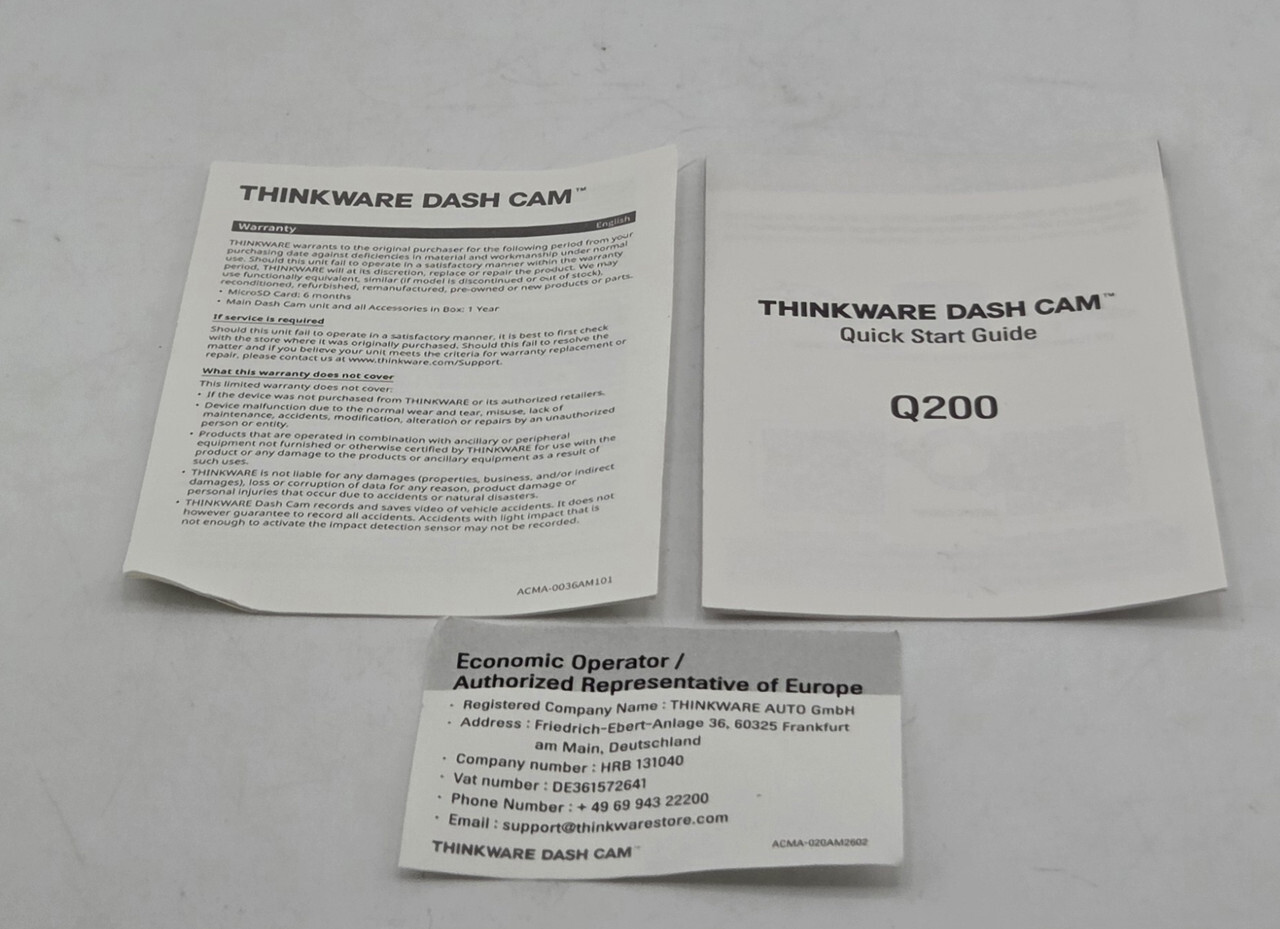 THINKWARE DASH CAM™
Warranty English
THINKWARE warrants to the original purchaser for the following period from your
purchasing date against deficiencies in material and workmanship under normal
use. Should this unit fail to operate in a satisfactory manner within the warranty
period, THINKWARE will at its discretion, replace or repair the product. We may
use functionally equivalent, similar (if model is discontinued or out of stock),
reconditioned, refurbished, remanufactured, pre-owned or new products or parts.
• MicroSD Card: 6 months
• Main Dash Cam unit and all Accessories in Box: 1 Year
If service is required
Should this unit fail to operate in a satisfactory manner, it is best to first check
with the store where it was originally purchased. Should this fail to resolve the
matter and if you believe your unit meets the criteria for warranty replacement or
repair, please contact us at www.thinkware.com/Support.
What this warranty does not cover
This limited warranty does not cover:
• If the device was not purchased from THINKWARE or its authorized retailers.
• Device malfunction due to the normal wear and tear, misuse, lack of
maintenance, accidents, modification, alteration or repairs by an unauthorized
person or entity.
• Products that are operated in combination with ancillary or peripheral
equipment not furnished or otherwise certified by THINKWARE for use with the
product or any damage to the products or ancillary equipment as a result of
such uses.
• THINKWARE is not liable for any damages (properties, business, and/or indirect
damages), loss or corruption of data for any reason, product damage or
personal injuries that occur due to accidents or natural disasters.
• THINKWARE Dash Cam records and saves video of vehicle accidents. It does not
however guarantee to record all accidents. Accidents with light impact that is
not enough to activate the impact detection sensor may not be recorded.
ACMA-0036AM101
THINKWARE DASH CAM™
Quick Start Guide
Q200
Economic Operator /
Authorized Representative of Europe
· Registered Company Name : THINKWARE AUTO GmbH
· Address : Friedrich-Ebert-Anlage 36, 60325 Frankfurt
am Main, Deutschland
· Company number : HRB 131040
· Vat number : DE361572641
· Phone Number : + 49 69 943 22200
· Email : support@thinkwarestore.com
THINKWARE DASH CAM™
ACMA-020AM2602